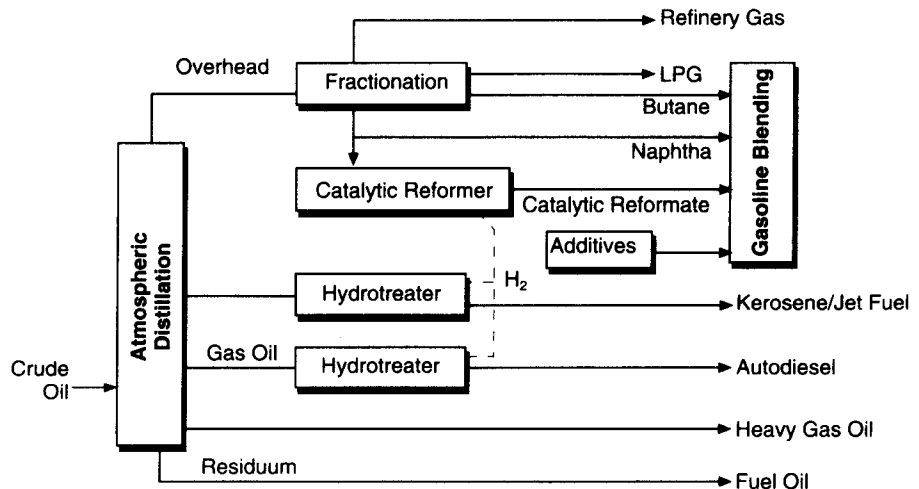 Refinery Gas
Overhead
Fractionation
LPG
Butane
Naphtha
Catalytic Reformer
Catalytic Reformate
Gasoline Blending
Additives
Atmospheric
Distillation
Hydrotreater
H₂
Kerosene/Jet Fuel
Gas Oil
Hydrotreater
Autodiesel
Crude
Oil
Heavy Gas Oil
Residuum
Fuel Oil